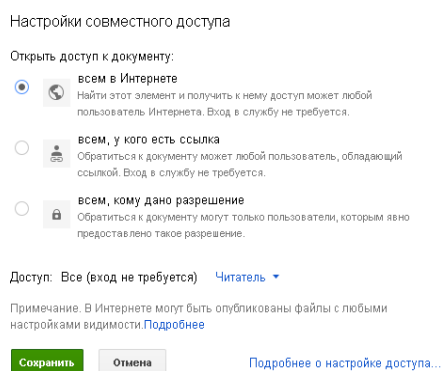 Настройки совместного доступа
Открыть доступ к документу:
всем в Интернете
Найти этот элемент и получить к нему доступ может любой
пользователь Интернета. Вход в службу не требуется.
всем, у кого есть ссылка
Обратиться к документу может любой пользователь, обладающий
ссылкой. Вход в службу не требуется.
всем, кому дано разрешение
Обратиться к документу могут только пользователи, которым явно
предоставлено такое разрешение.
Доступ: Все (вход не требуется) Читатель
Примечание. В Интернете могут быть опубликованы файлы с любыми
настройками видимости.Подробнее
Сохранить Отмена Подробнее о настройке доступа...